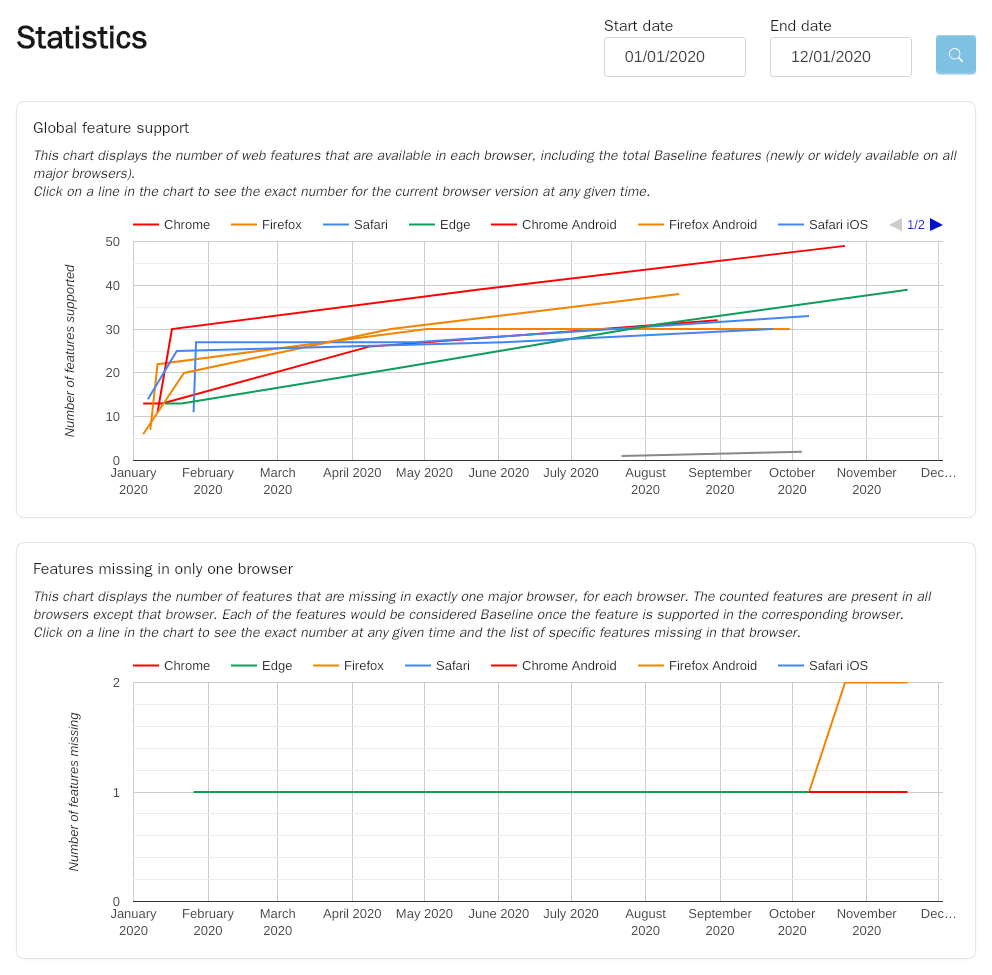 Statistics
Start date
End date
01/01/2020
12/01/2020
Global feature support
This chart displays the number of web features that are available in each browser, including the total Baseline features (newly or widely available on all
major browsers).
Click on a line in the chart to see the exact number for the current browser version at any given time.
Chrome Firefox Safari Edge Chrome Android Firefox Android Safari iOS 1/2
Number of features supported
50
40
30
20
10
0
January 2020 February 2020 March 2020 April 2020 May 2020 June 2020 July 2020 August 2020 September 2020 October 2020 November 2020 Dec…
Features missing in only one browser
This chart displays the number of features that are missing in exactly one major browser, for each browser. The counted features are present in all
browsers except that browser. Each of the features would be considered Baseline once the feature is supported in the corresponding browser.
Click on a line in the chart to see the exact number at any given time and the list of specific features missing in that browser.
Chrome Edge Firefox Safari Chrome Android Firefox Android Safari iOS
Number of features missing
2
1
0
January 2020 February 2020 March 2020 April 2020 May 2020 June 2020 July 2020 August 2020 September 2020 October 2020 November 2020 Dec…